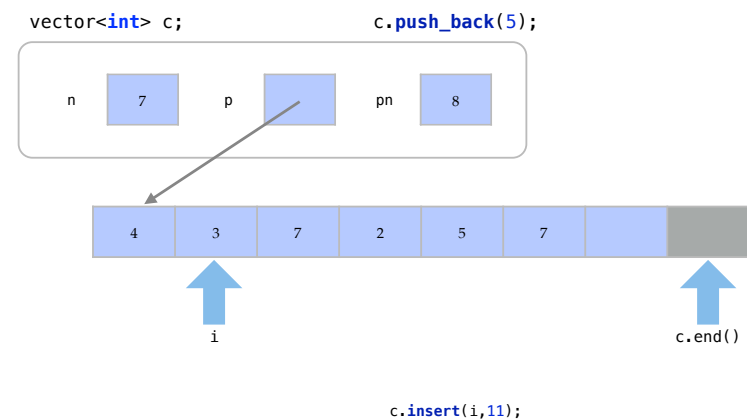 vector<int> c; c.push_back(5);
n 7 p pn 8
4 3 7 2 5 7
i c.end()
c.insert(i,11);